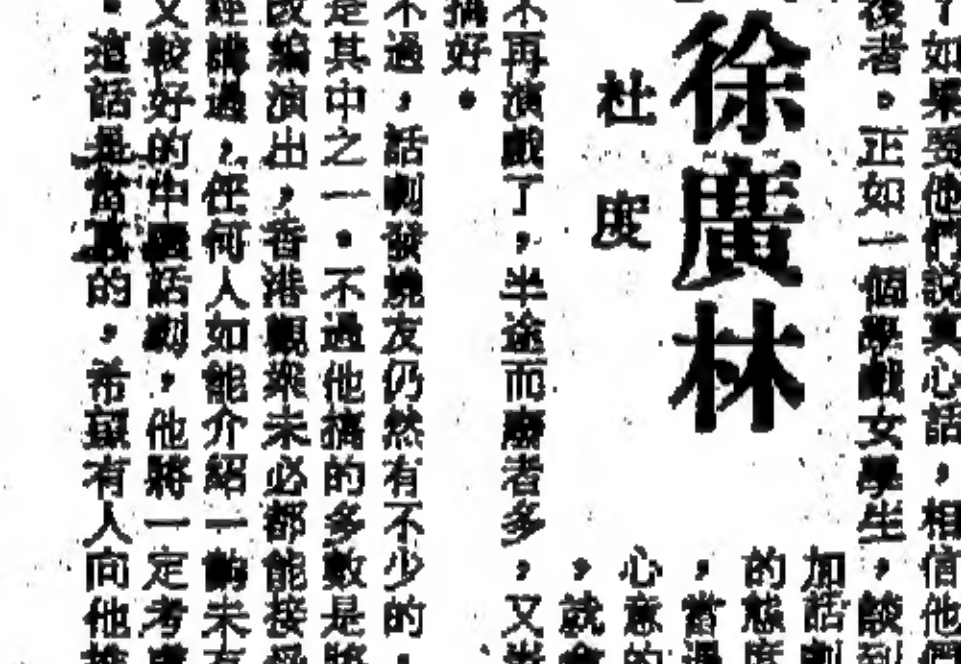 了如果要他們說真心話，相信他們
後者。正如一個學戲女學生，談到
徐廣林
杜度
加話劇
的態度
，當過
心意的
，就會
不再演戲了，半途而廢者多，又
搞好。
不過，話劇發燒友仍然有不少的，
是其中之一。不過他搞的多數是將
改編演出，香港觀眾未必都能接受
經講過，任何人如能介紹一齣未有
又較好的中國話劇，他將一定考慮
。這話是當真的，希望有人向他推